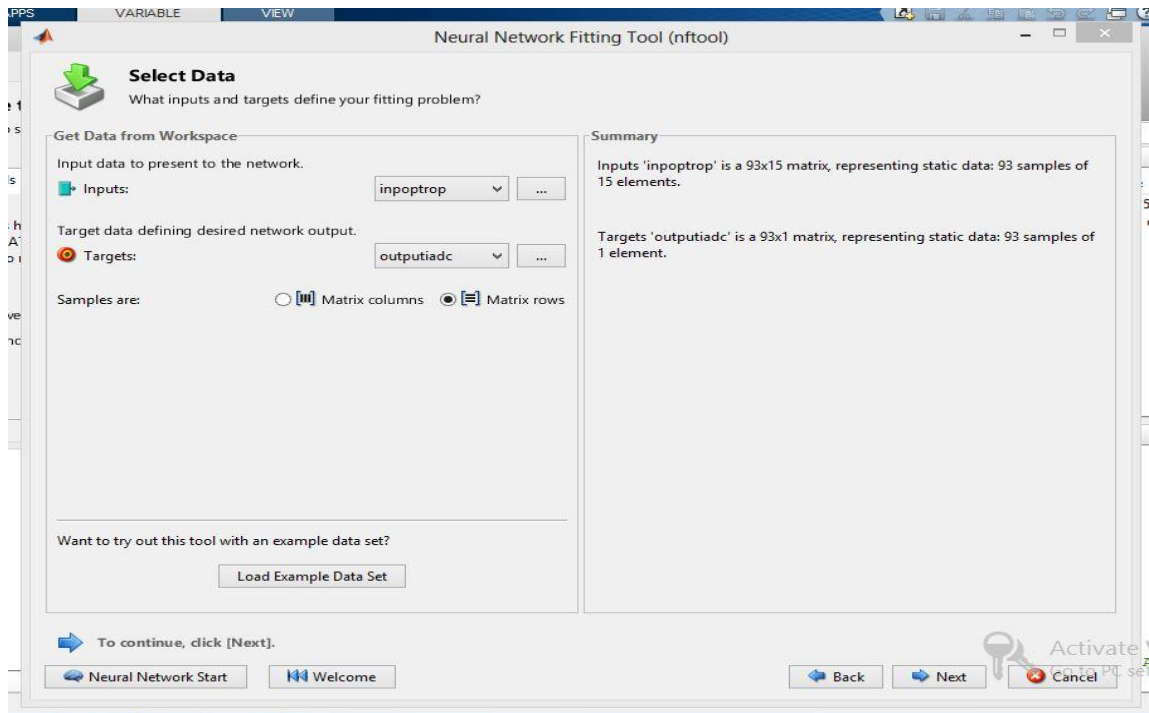 APPS VARIABLE VIEW
Neural Network Fitting Tool (nftool)
Select Data
What inputs and targets define your fitting problem?
Get Data from Workspace
Input data to present to the network.
Inputs: inpoptrop ...
Target data defining desired network output.
Targets: outputiadc ...
Samples are: Matrix columns Matrix rows
Want to try out this tool with an example data set?
Load Example Data Set
Summary
Inputs 'inpoptrop' is a 93x15 matrix, representing static data: 93 samples of
15 elements.
Targets 'outputiadc' is a 93x1 matrix, representing static data: 93 samples of
1 element.
To continue, click [Next].
Neural Network Start Welcome Back Next Cancel
Activate
Go to PC set